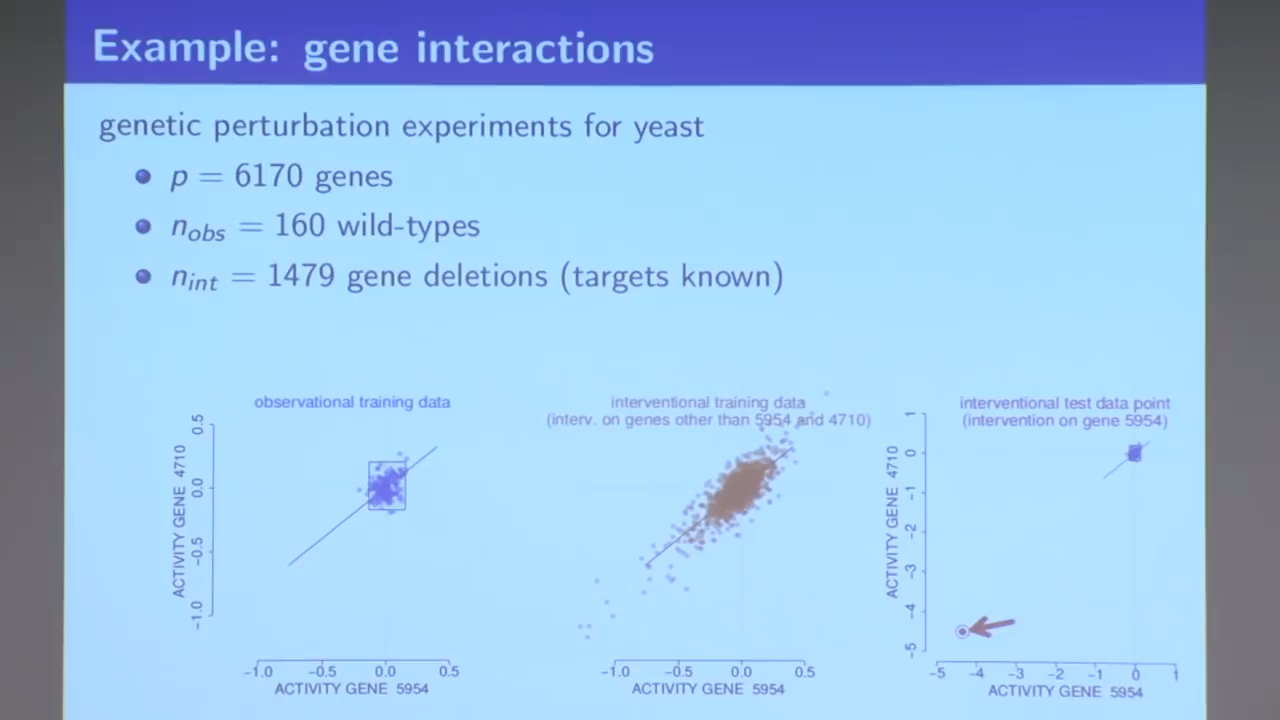 Example: gene interactions
genetic perturbation experiments for yeast
p = 6170 genes
n_obs = 160 wild-types
n_int = 1479 gene deletions (targets known)
observational training data
ACTIVITY GENE 4710
0.5
0.0
−0.5
−1.0
−1.0 −0.5 0.0 0.5
ACTIVITY GENE 5954
interventional training data
(interv. on genes other than 5954 and 4710)
−1.0 −0.5 0.0 0.5
ACTIVITY GENE 5954
interventional test data point
(intervention on gene 5954)
ACTIVITY GENE 4710
1
0
−1
−2
−3
−4
−5
−5 −4 −3 −2 −1 0 1
ACTIVITY GENE 5954